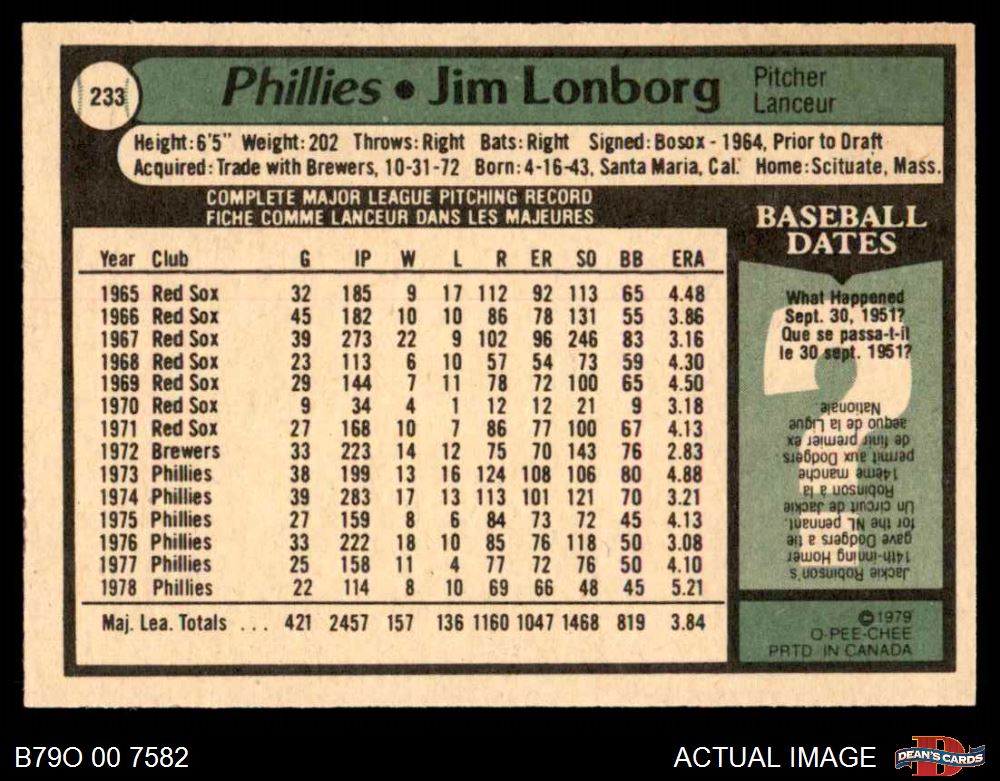 233
Phillies • Jim Lonborg
Pitcher
Lanceur
Height:6'5" Weight:202 Throws:Right Bats:Right Signed:Bosox - 1964, Prior to Draft
Acquired:Trade with Brewers, 10-31-72 Born:4-16-43, Santa Maria, Cal. Home:Scituate, Mass.
COMPLETE MAJOR LEAGUE PITCHING RECORD
FICHE COMME LANCEUR DANS LES MAJEURES
Year Club G IP W L R ER SO BB ERA
1965 Red Sox 32 185 9 17 112 92 113 65 4.48
1966 Red Sox 45 182 10 10 86 78 131 55 3.86
1967 Red Sox 39 273 22 9 102 96 246 83 3.16
1968 Red Sox 23 113 6 10 57 54 73 59 4.30
1969 Red Sox 29 144 7 11 78 72 100 65 4.50
1970 Red Sox 9 34 4 1 12 12 21 9 3.18
1971 Red Sox 27 168 10 7 86 77 100 67 4.13
1972 Brewers 33 223 14 12 75 70 143 76 2.83
1973 Phillies 38 199 13 16 124 108 106 80 4.88
1974 Phillies 39 283 17 13 113 101 121 70 3.21
1975 Phillies 27 159 8 6 84 73 72 45 4.13
1976 Phillies 33 222 18 10 85 76 118 50 3.08
1977 Phillies 25 158 11 4 77 72 76 50 4.10
1978 Phillies 22 114 8 10 69 66 48 45 5.21
Maj. Lea. Totals ... 421 2457 157 136 1160 1047 1468 819 3.84
BASEBALL
DATES
What Happened
Sept. 30, 1951?
Que se passa-t-il
le 30 sept. 1951?
Jackie Robinson's
14th-inning Homer
gave Dodgers a tie
for the NL pennant.
Un circuit de Jackie
Robinson a la
14ème manche
permit aux Dodgers
de finir premier ex
aequo de la Ligue
Nationale.
©1979
O-PEE-CHEE
PRTD IN CANADA
B79O 00 7582
ACTUAL IMAGE
D
DEAN'S CARDS